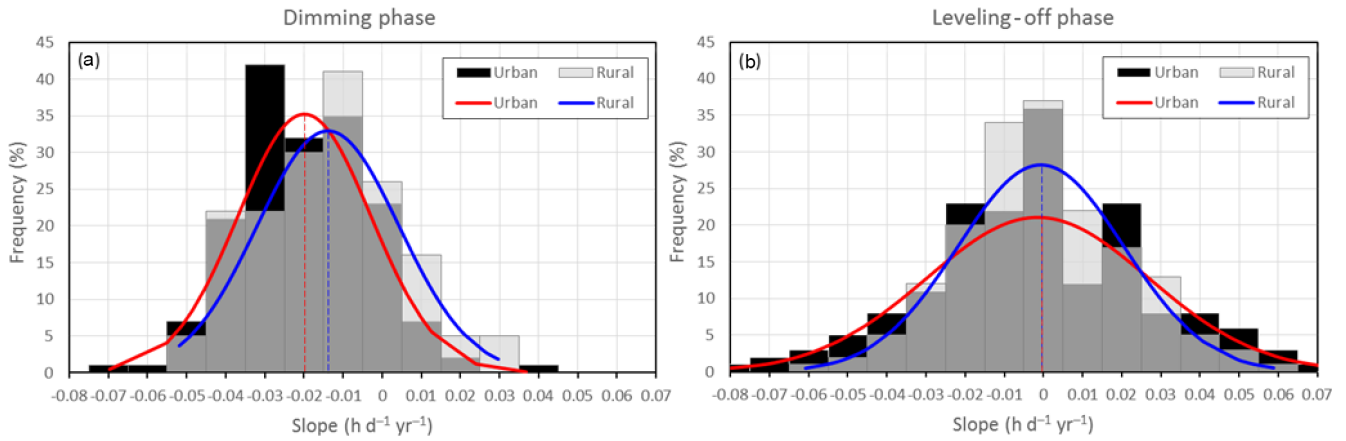 Dimming phase
(a)
Urban Rural
Urban Rural
Frequency (%)
45
40
35
30
25
20
15
10
5
0
-0.08 -0.06 -0.05 -0.04 -0.03 -0.02 -0.01 0 0.01 0.02 0.03 0.04 0.05 0.06 0.07
Slope (h d⁻¹ yr⁻¹)
Leveling-off phase
(b)
Urban Rural
Urban Rural
Frequency (%)
45
40
35
30
25
20
15
10
5
0
-0.08 -0.07 -0.06 -0.05 -0.04 -0.03 -0.02 -0.01 0 0.01 0.02 0.03 0.04 0.05 0.06 0.07
Slope (h d⁻¹ yr⁻¹)